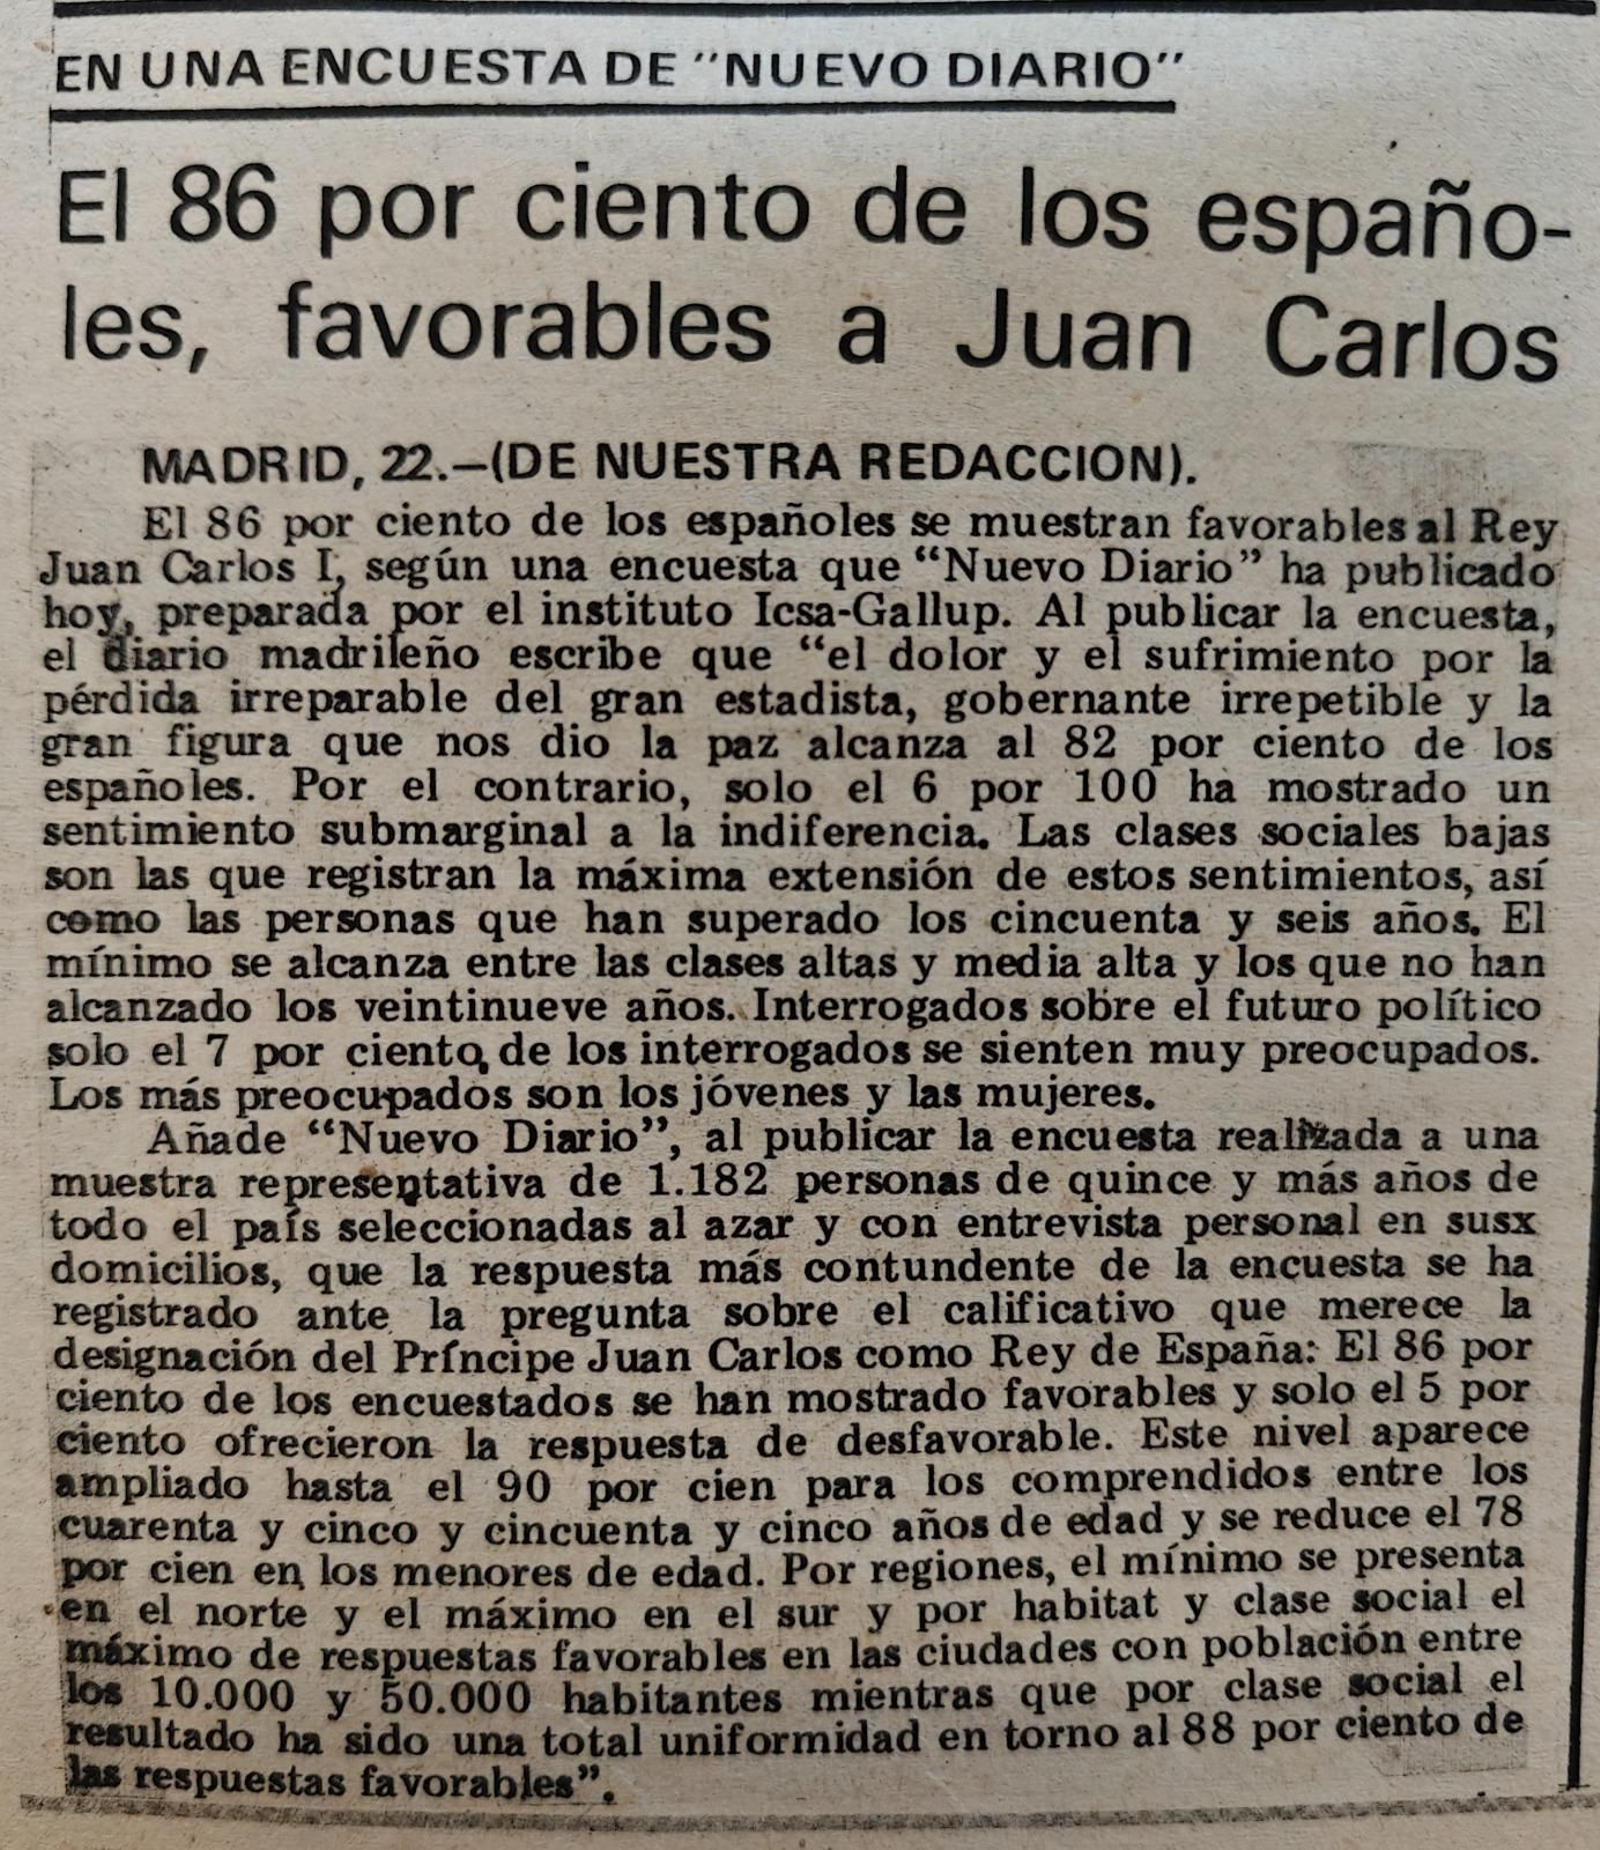 EN UNA ENCUESTA DE "NUEVO DIARIO"
El 86 por ciento de los españo-
les, favorables a Juan Carlos
MADRID, 22.—(DE NUESTRA REDACCION).
El 86 por ciento de los españoles se muestran favorables al Rey
Juan Carlos I, según una encuesta que “Nuevo Diario” ha publicado
hoy, preparada por el instituto Icsa-Gallup. Al publicar la encuesta,
el diario madrileño escribe que “el dolor y el sufrimiento por la
pérdida irreparable del gran estadista, gobernante irrepetible y la
gran figura que nos dio la paz alcanza al 82 por ciento de los
españoles. Por el contrario, solo el 6 por 100 ha mostrado un
sentimiento submarginal a la indiferencia. Las clases sociales bajas
son las que registran la máxima extensión de estos sentimientos, así
como las personas que han superado los cincuenta y seis años. El
mínimo se alcanza entre las clases altas y media alta y los que no han
alcanzado los veintinueve años. Interrogados sobre el futuro político
solo el 7 por ciento, de los interrogados se sienten muy preocupados.
Los más preocupados son los jóvenes y las mujeres.
Añade “Nuevo Diario”, al publicar la encuesta realizada a una
muestra representativa de 1.182 personas de quince y más años de
todo el país seleccionadas al azar y con entrevista personal en susx
domicilios, que la respuesta más contundente de la encuesta se ha
registrado ante la pregunta sobre el calificativo que merece la
designación del Príncipe Juan Carlos como Rey de España: El 86 por
ciento de los encuestados se han mostrado favorables y solo el 5 por
ciento ofrecieron la respuesta de desfavorable. Este nivel aparece
ampliado hasta el 90 por cien para los comprendidos entre los
cuarenta y cinco y cincuenta y cinco años de edad y se reduce el 78
por cien en los menores de edad. Por regiones, el mínimo se presenta
en el norte y el máximo en el sur y por habitat y clase social el
máximo de respuestas favorables en las ciudades con población entre
los 10.000 y 50.000 habitantes mientras que por clase social el
resultado ha sido una total uniformidad en torno al 88 por ciento de
las respuestas favorables”.